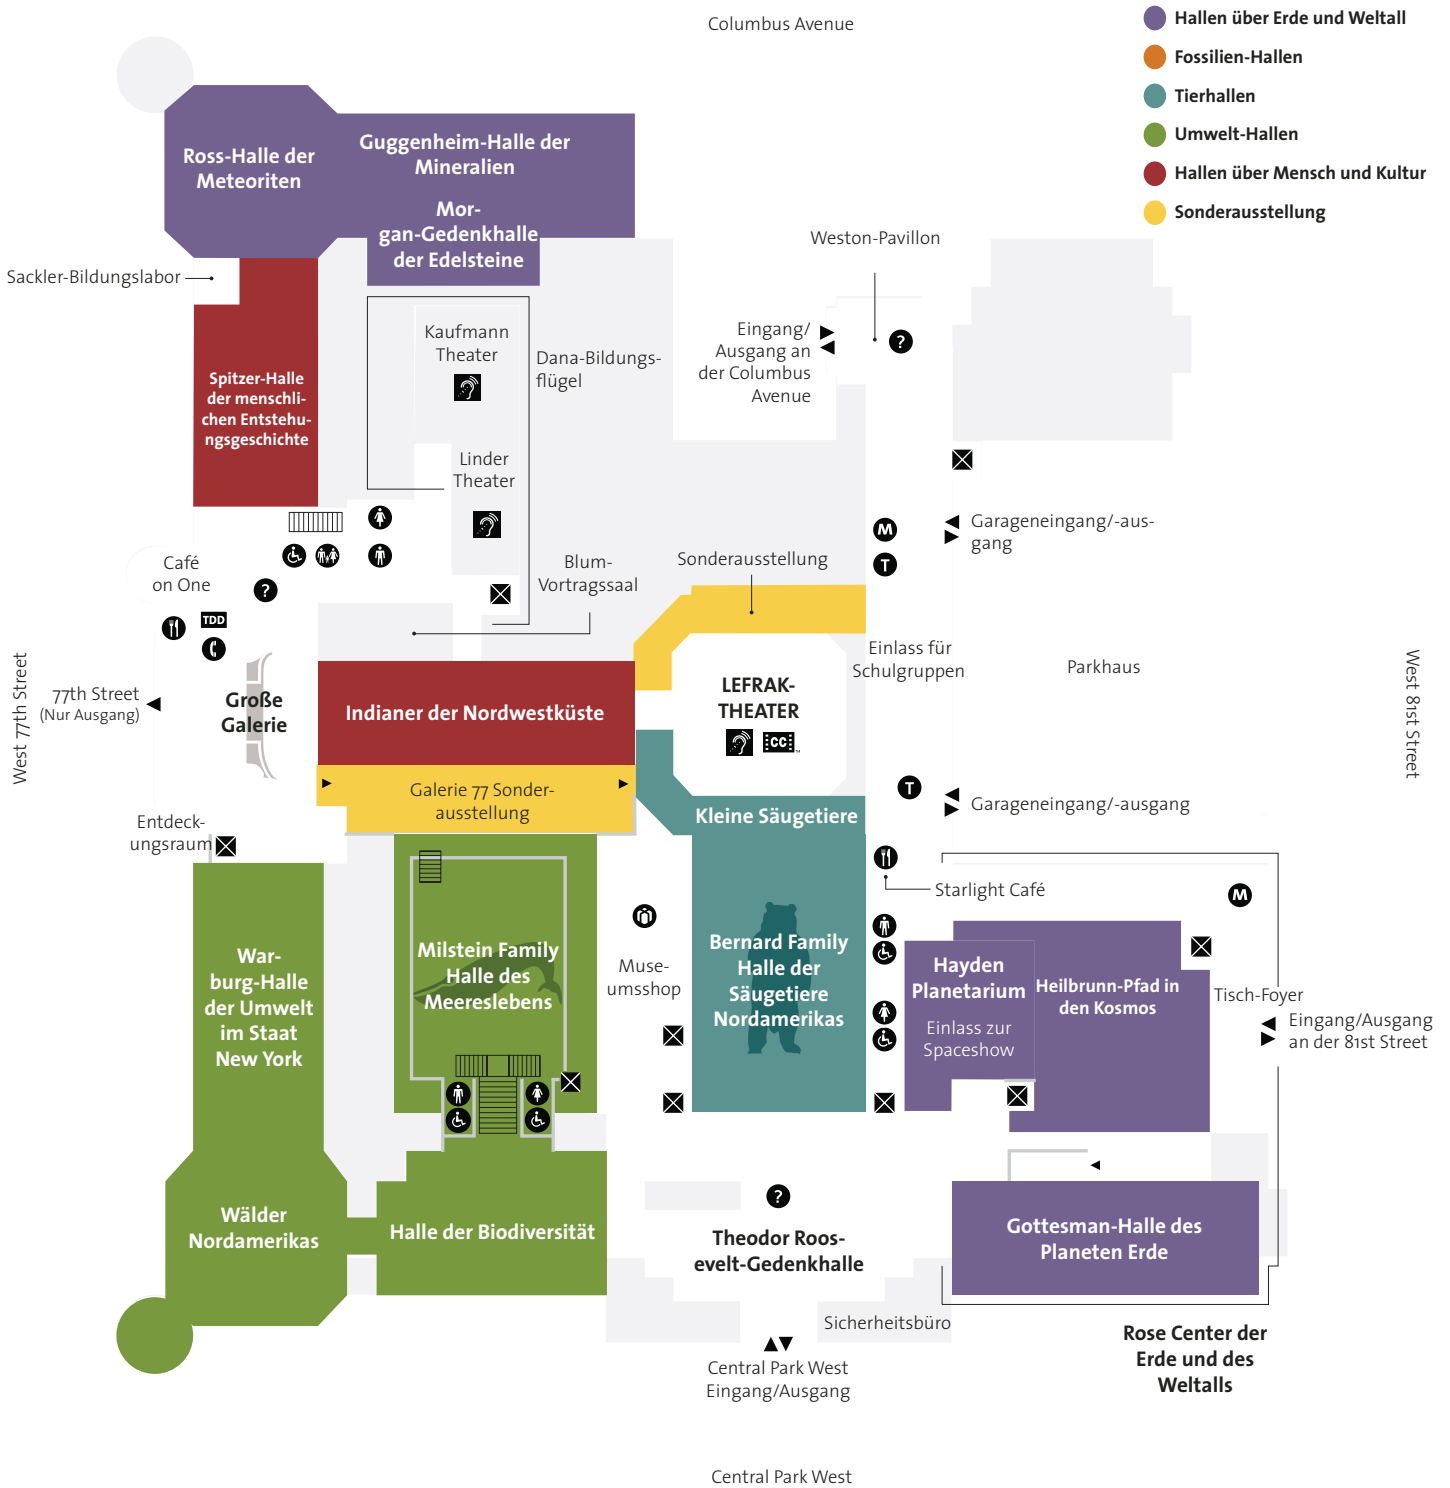 Columbus Avenue
Hallen über Erde und Weltall
Fossilien-Hallen
Tierhallen
Umwelt-Hallen
Hallen über Mensch und Kultur
Sonderausstellung
Ross-Halle der
Meteoriten
Guggenheim-Halle der
Mineralien
Mor-
gan-Gedenkhalle
der Edelsteine
Sackler-Bildungslabor
Weston-Pavillon
Kaufmann
Theater
Dana-Bildungs-
flügel
Eingang/
Ausgang an
der Columbus
Avenue
?
Spitzer-Halle
der menschli-
chen Entstehu-
ngsgeschichte
Linder
Theater
M
T
Garageneingang/-aus-
gang
Café
on One
?
TDD
Blum-
Vortragssaal
Sonderausstellung
Einlass für
Schulgruppen
Parkhaus
West 77th Street
77th Street
(Nur Ausgang)
Große
Galerie
Indianer der Nordwestküste
LEFRAK-
THEATER
CC
West 81st Street
Galerie 77 Sonder-
ausstellung
Kleine Säugetiere
T
Garageneingang/-ausgang
Entdeck-
ungsraum
Starlight Café
M
War-
burg-Halle
der Umwelt
im Staat
New York
Milstein Family
Halle des
Meereslebens
Muse-
umsshop
Bernard Family
Halle der
Säugetiere
Nordamerikas
Hayden
Planetarium
Einlass zur
Spaceshow
Heilbrunn-Pfad in
den Kosmos
Tisch-Foyer
Eingang/Ausgang
an der 81st Street
Wälder
Nordamerikas
Halle der Biodiversität
?
Theodor Roos-
evelt-Gedenkhalle
Gottesman-Halle des
Planeten Erde
Sicherheitsbüro
Rose Center der
Erde und des
Weltalls
Central Park West
Eingang/Ausgang
Central Park West